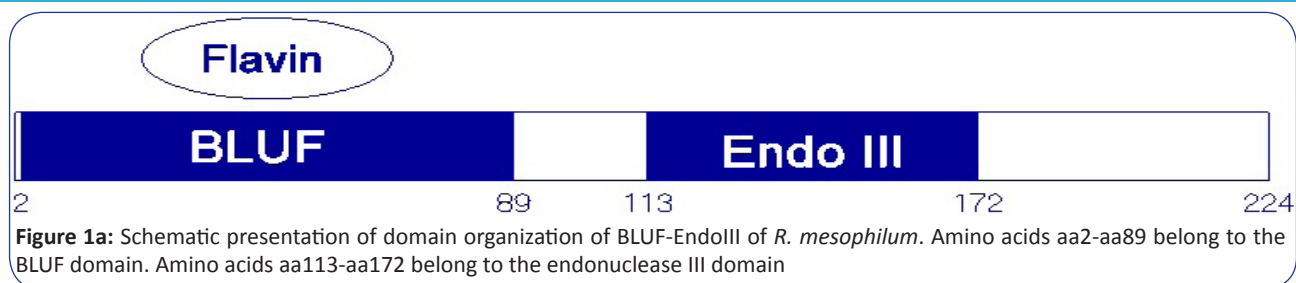 Flavin
BLUF Endo III
2 89 113 172 224
Figure 1a: Schematic presentation of domain organization of BLUF-EndoIII of R. mesophilum. Amino acids aa2-aa89 belong to the
BLUF domain. Amino acids aa113-aa172 belong to the endonuclease III domain